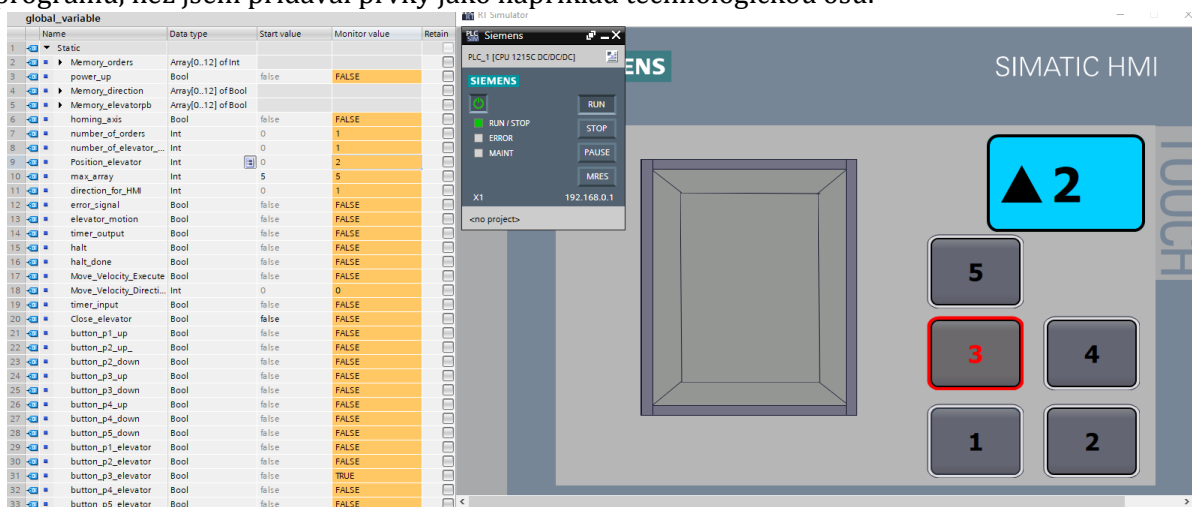 programu, než jsem přidával prvky jako například technologickou osu.
global_variable
Name Data type Start value Monitor value Retain
1 Static
2 Memory_orders Array[0..12] of Int
3 power_up Bool false FALSE
4 Memory_direction Array[0..12] of Bool
5 Memory_elevatorpb Array[0..12] of Bool
6 homing_axis Bool false FALSE
7 number_of_orders Int 0 1
8 number_of_elevator_... Int 0 1
9 Position_elevator Int 0 2
10 max_array Int 5 5
11 direction_for_HMI Int 0 1
12 error_signal Bool false FALSE
13 elevator_motion Bool false FALSE
14 timer_output Bool false FALSE
15 halt Bool false FALSE
16 halt_done Bool false FALSE
17 Move_Velocity_Execute Bool false FALSE
18 Move_Velocity_Directi... Int 0 0
19 timer_input Bool false FALSE
20 Close_elevator Bool false FALSE
21 button_p1_up Bool false FALSE
22 button_p2_up_ Bool false FALSE
23 button_p2_down Bool false FALSE
24 button_p3_up Bool false FALSE
25 button_p3_down Bool false FALSE
26 button_p4_up Bool false FALSE
27 button_p4_down Bool false FALSE
28 button_p5_down Bool false FALSE
29 button_p1_elevator Bool false FALSE
30 button_p2_elevator Bool false FALSE
31 button_p3_elevator Bool false TRUE
32 button_p4_elevator Bool false FALSE
33 button_p5_elevator Bool false FALSE
RT Simulator
Siemens
PLC_1 [CPU 1215C DC/DC/DC]
SIEMENS
RUN
RUN / STOP
STOP
ERROR
MAINT
PAUSE
MRES
X1 192.168.0.1
<no project>
ENS
SIMATIC HMI
TOUCH
2
5
3 4
1 2